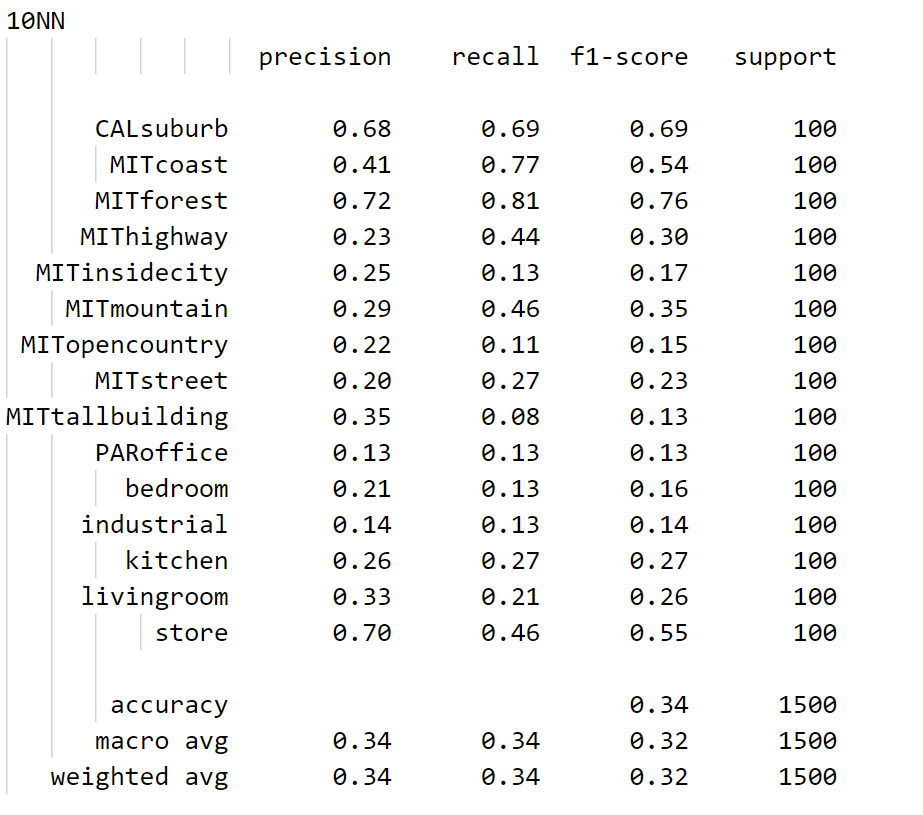 10NN
precision recall f1-score support
CALsuburb 0.68 0.69 0.69 100
MITcoast 0.41 0.77 0.54 100
MITforest 0.72 0.81 0.76 100
MIThighway 0.23 0.44 0.30 100
MITinsidecity 0.25 0.13 0.17 100
MITmountain 0.29 0.46 0.35 100
MITopencountry 0.22 0.11 0.15 100
MITstreet 0.20 0.27 0.23 100
MITtallbuilding 0.35 0.08 0.13 100
PARoffice 0.13 0.13 0.13 100
bedroom 0.21 0.13 0.16 100
industrial 0.14 0.13 0.14 100
kitchen 0.26 0.27 0.27 100
livingroom 0.33 0.21 0.26 100
store 0.70 0.46 0.55 100
accuracy 0.34 1500
macro avg 0.34 0.34 0.32 1500
weighted avg 0.34 0.34 0.32 1500